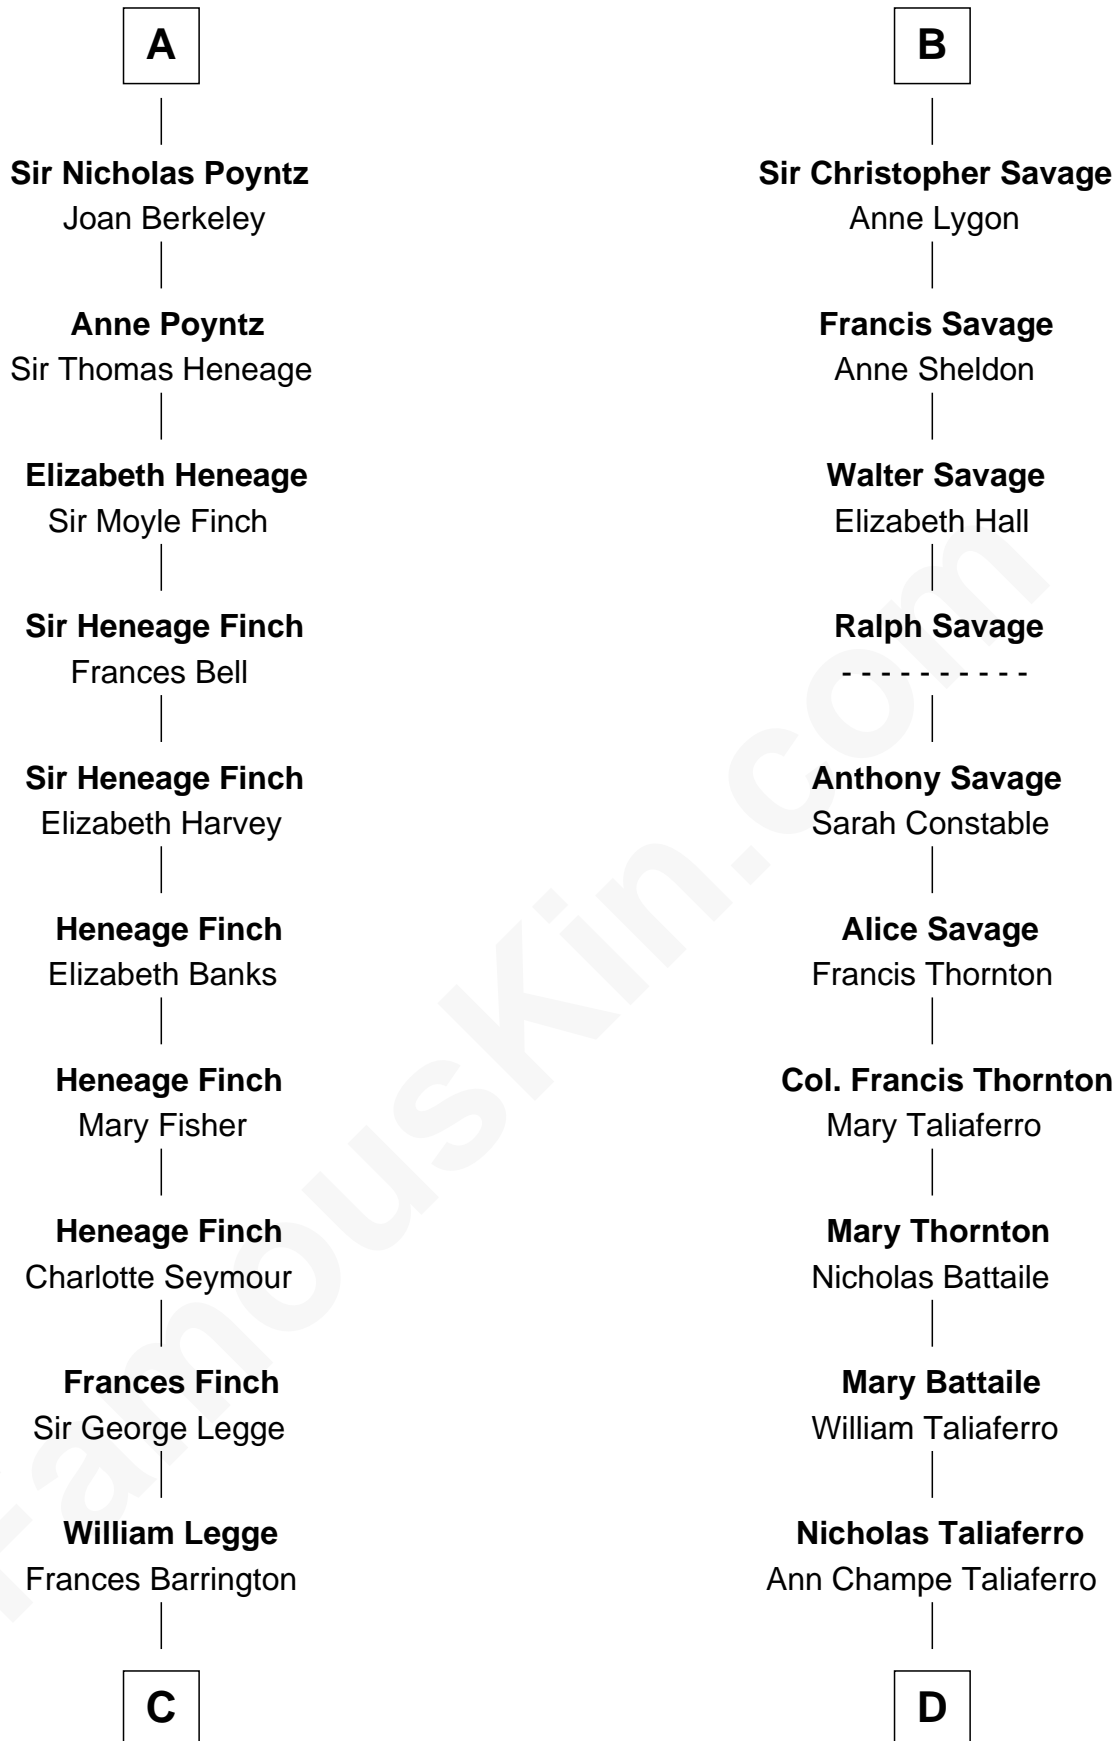 A
Sir Nicholas Poyntz
Joan Berkeley
Anne Poyntz
Sir Thomas Heneage
Elizabeth Heneage
Sir Moyle Finch
Sir Heneage Finch
Frances Bell
Sir Heneage Finch
Elizabeth Harvey
Heneage Finch
Elizabeth Banks
Heneage Finch
Mary Fisher
Heneage Finch
Charlotte Seymour
Frances Finch
Sir George Legge
William Legge
Frances Barrington
C
B
Sir Christopher Savage
Anne Lygon
Francis Savage
Anne Sheldon
Walter Savage
Elizabeth Hall
Ralph Savage
- - - - - - - - - -
Anthony Savage
Sarah Constable
Alice Savage
Francis Thornton
Col. Francis Thornton
Mary Taliaferro
Mary Thornton
Nicholas Battaile
Mary Battaile
William Taliaferro
Nicholas Taliaferro
Ann Champe Taliaferro
D
FamousKin.com